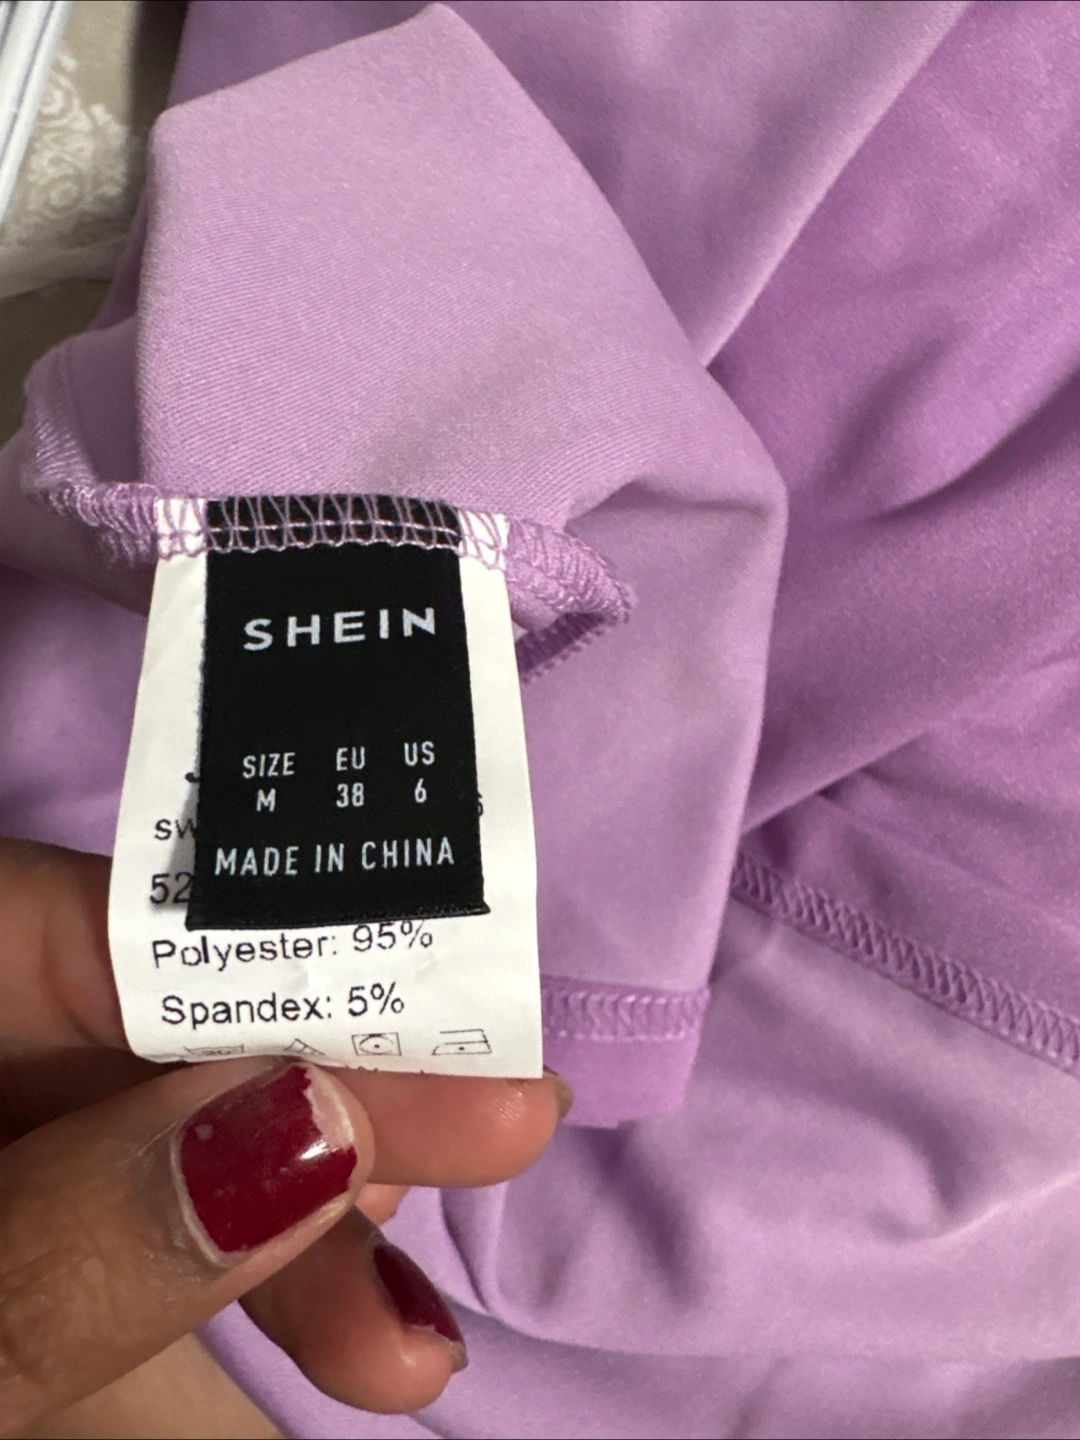 SHEIN
SIZE EU US
M 38 6
MADE IN CHINA
Polyester: 95%
Spandex: 5%